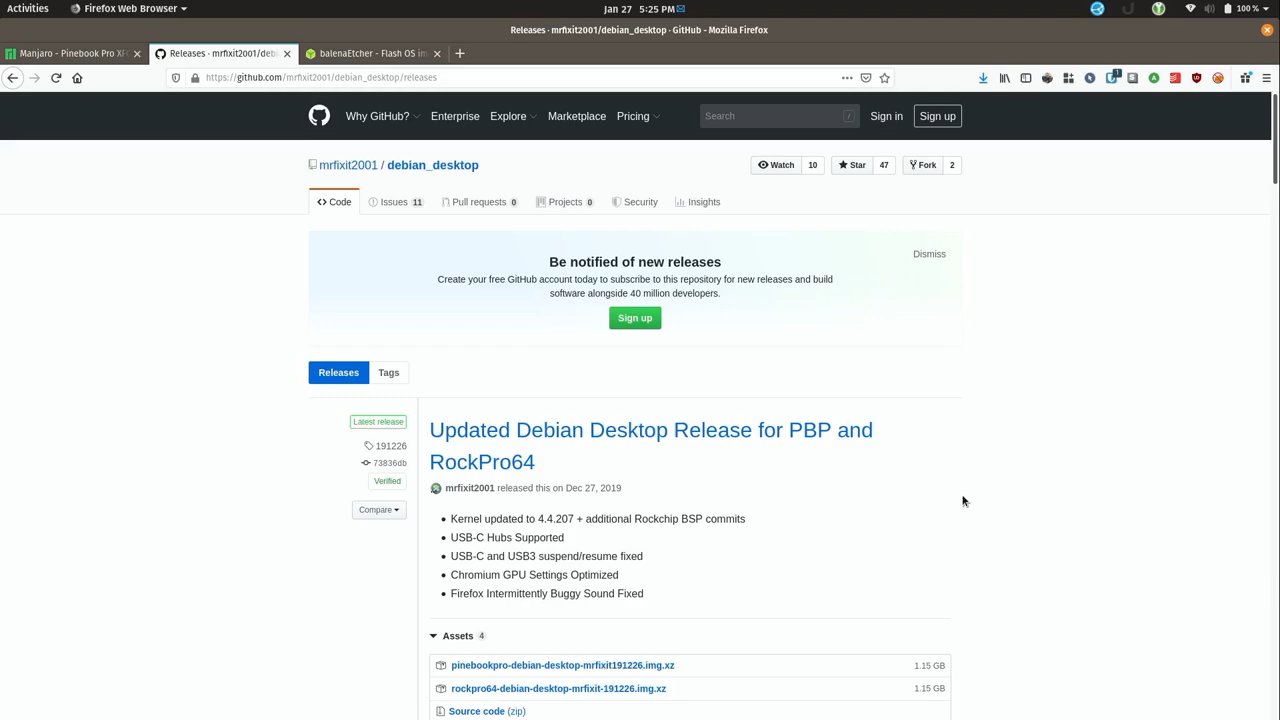 Activities
Firefox Web Browser
Jan 27 5:25 PM
100 %
Releases · mrfixit2001/debian_desktop · GitHub - Mozilla Firefox
Manjaro - Pinebook Pro XFC
Releases · mrfixit2001/debi
balenaEtcher - Flash OS im
https://github.com/mrfixit2001/debian_desktop/releases
Why GitHub?
Enterprise
Explore
Marketplace
Pricing
Search
/
Sign in
Sign up
mrfixit2001 / debian_desktop
Watch 10
Star 47
Fork 2
Code
Issues 11
Pull requests 0
Projects 0
Security
Insights
Be notified of new releases
Dismiss
Create your free GitHub account today to subscribe to this repository for new releases and build
software alongside 40 million developers.
Sign up
Releases
Tags
Latest release
191226
73836db
Verified
Compare
Updated Debian Desktop Release for PBP and
RockPro64
mrfixit2001 released this on Dec 27, 2019
Kernel updated to 4.4.207 + additional Rockchip BSP commits
USB-C Hubs Supported
USB-C and USB3 suspend/resume fixed
Chromium GPU Settings Optimized
Firefox Intermittently Buggy Sound Fixed
Assets 4
pinebookpro-debian-desktop-mrfixit191226.img.xz 1.15 GB
rockpro64-debian-desktop-mrfixit-191226.img.xz 1.15 GB
Source code (zip)